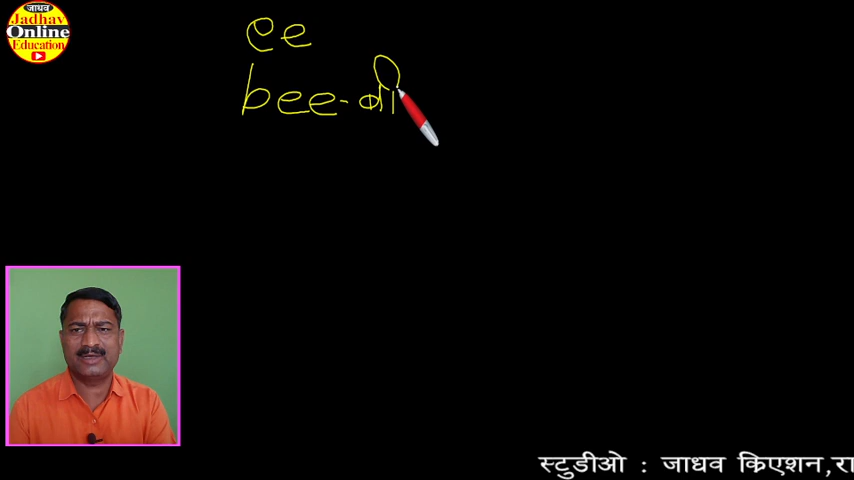 जाधव
Jadhav
Online
Education
ee
bee-बी
स्टुडीओ : जाधव क्रिएशन,रा